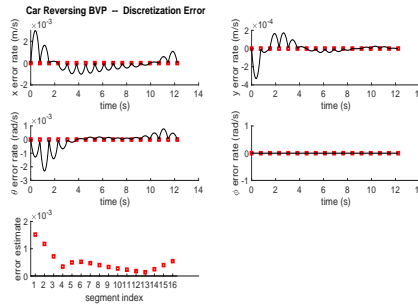 Car Reversing BVP -- Discretization Error
×10-3
x error rate (m/s)
4
2
0
-2
0 2 4 6 8 10 12 14
time (s)
×10-4
y error rate (m/s)
2
0
-2
-4
0 2 4 6 8 10 12 14
time (s)
×10-3
θ error rate (rad/s)
1
0
-1
-2
-3
0 2 4 6 8 10 12 14
time (s)
φ error rate (rad/s)
1
0
-1
0 2 4 6 8 10 12 14
time (s)
×10-3
error estimate
2
1
0
1 2 3 4 5 6 7 8 9 10 11 12 13 14 15 16
segment index